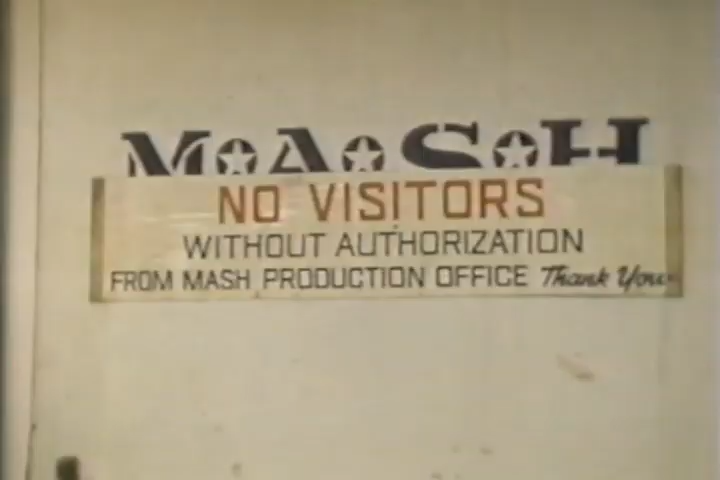 M★A★S★H
NO VISITORS
WITHOUT AUTHORIZATION
FROM MASH PRODUCTION OFFICE Thank You